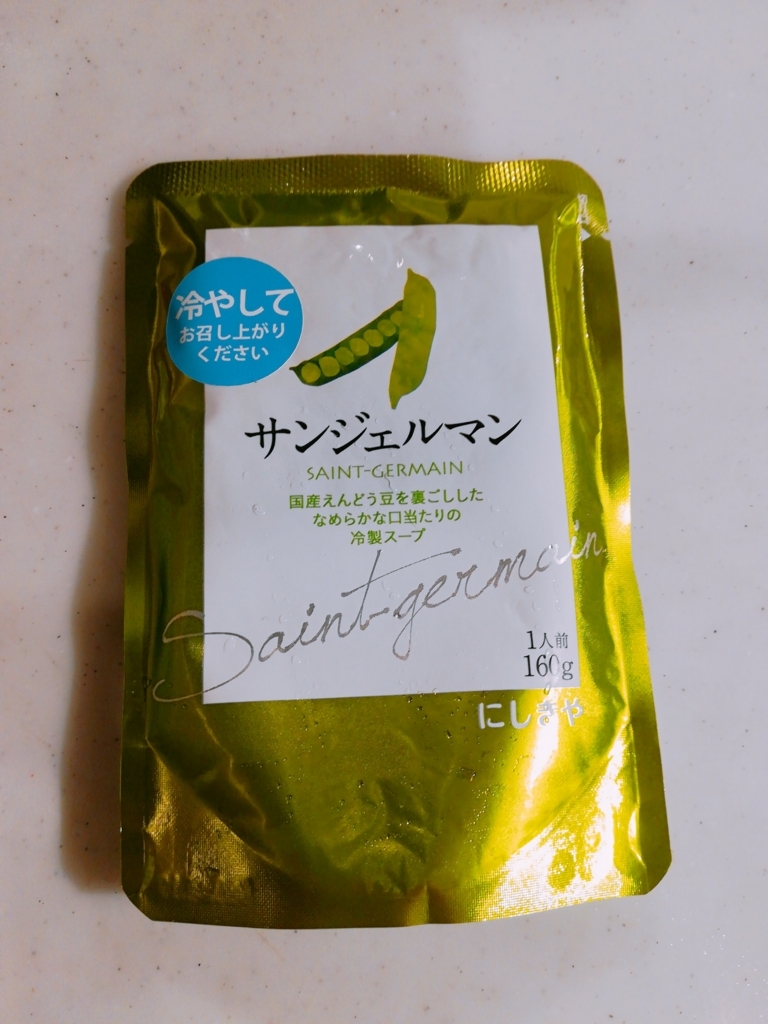 冷やして
お召し上がり
ください
サンジェルマン
SAINT-GERMAIN
国産えんどう豆を裏ごしした
なめらかな口当たりの
冷製スープ
Saint-germain
1人前
160g
にしきや